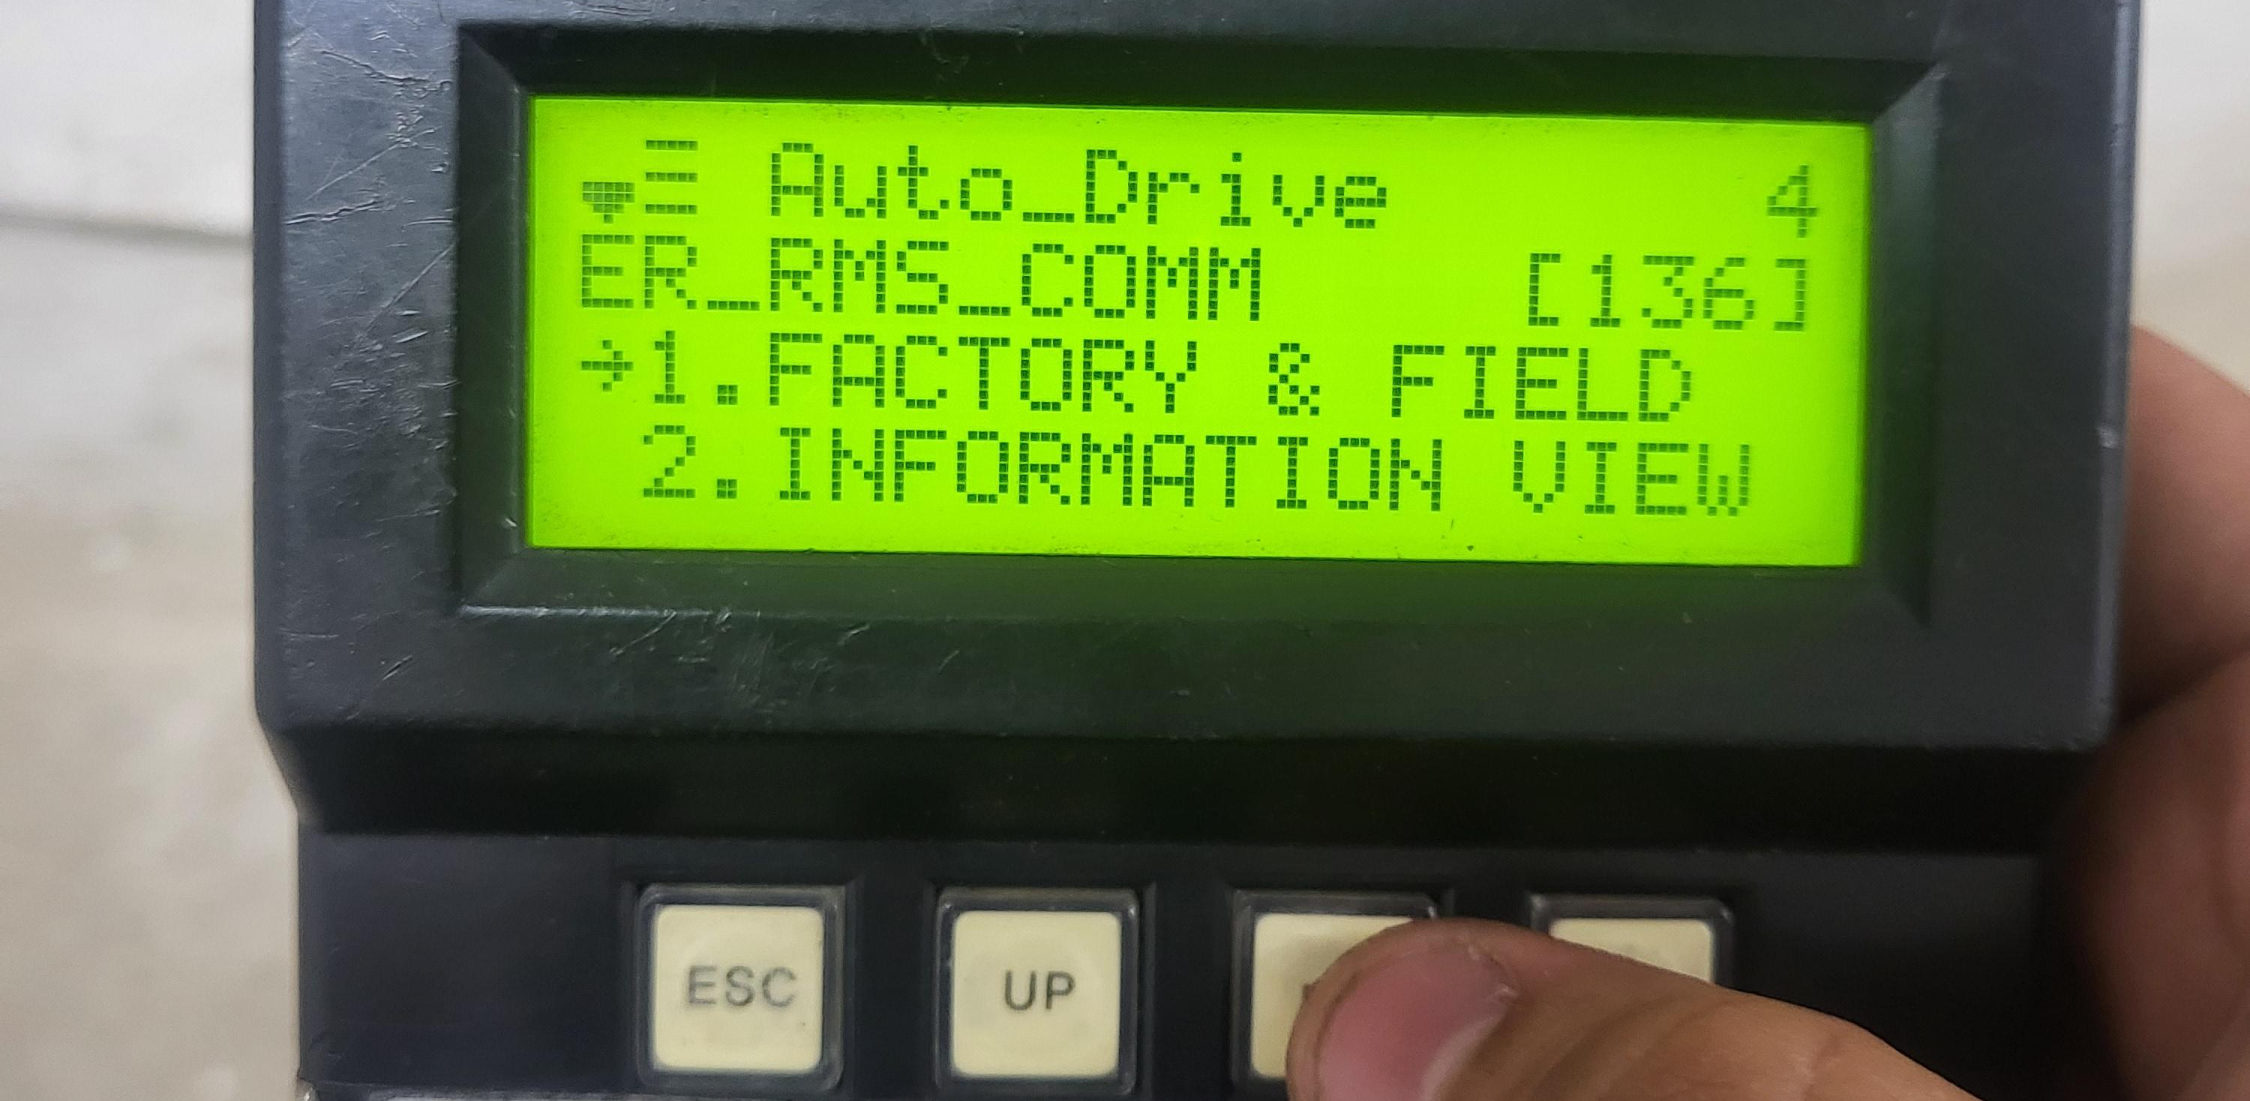 Auto_Drive 4
ER_RMS_COMM [136]
→1.FACTORY & FIELD
2.INFORMATION VIEW
ESC UP